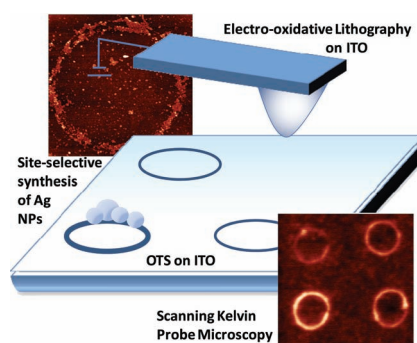 Electro-oxidative Lithography
on ITO
Site-selective
synthesis
of Ag
NPs
OTS on ITO
Scanning Kelvin
Probe Microscopy